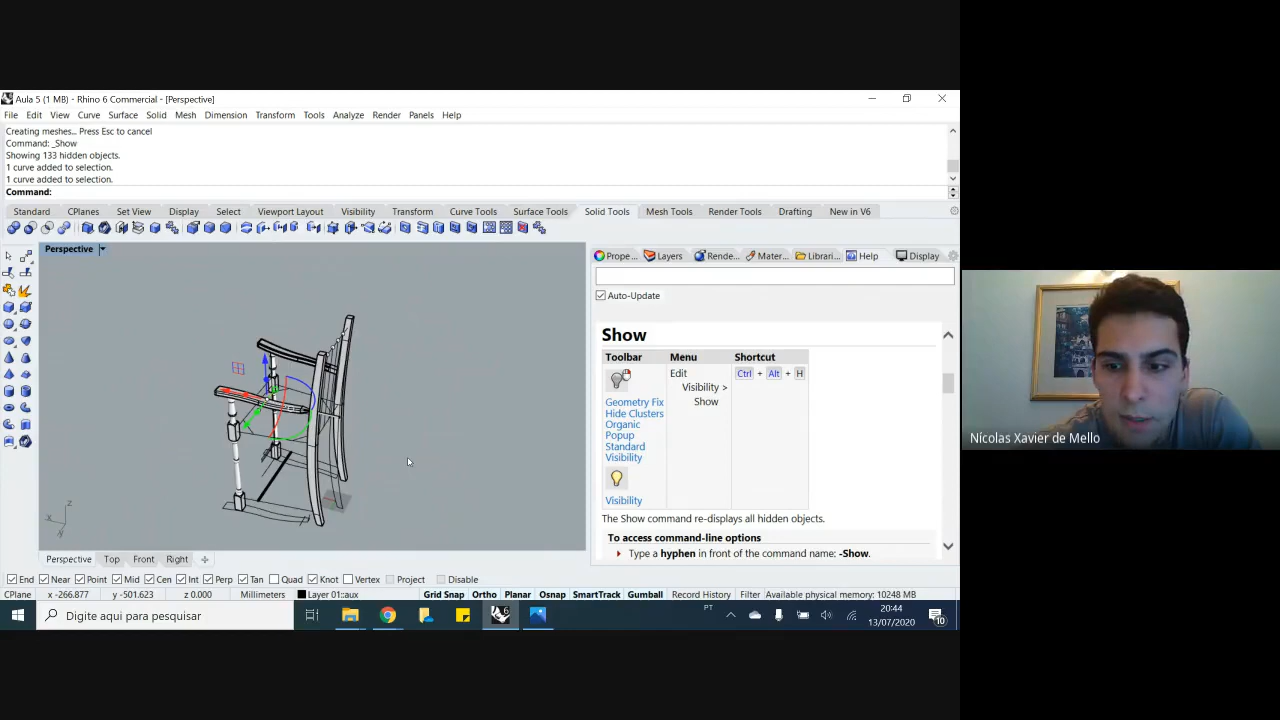 Aula 5 (1 MB) - Rhino 6 Commercial - [Perspective]
File Edit View Curve Surface Solid Mesh Dimension Transform Tools Analyze Render Panels Help
Creating meshes... Press Esc to cancel
Command: _Show
Showing 133 hidden objects.
1 curve added to selection.
1 curve added to selection.
Command:
Standard CPlanes Set View Display Select Viewport Layout Visibility Transform Curve Tools Surface Tools Solid Tools Mesh Tools Render Tools Drafting New in V6
Perspective
Prope... Layers Rende... Mater... Librari... Help Display
Auto-Update
Show
Toolbar Menu Shortcut
Edit Ctrl + Alt + H
Visibility >
Show
Geometry Fix
Hide Clusters
Organic
Popup
Standard
Visibility
Visibility
The Show command re-displays all hidden objects.
To access command-line options
Type a hyphen in front of the command name: -Show.
z
x
y
Perspective Top Front Right
End Near Point Mid Cen Int Perp Tan Quad Knot Vertex Project Disable
CPlane x -266.877 y -501.623 z 0.000 Millimeters Layer 01::aux Grid Snap Ortho Planar Osnap SmartTrack Gumball Record History Filter Available physical memory: 10248 MB
Digite aqui para pesquisar
PT
20:44
13/07/2020
10
Nícolas Xavier de Mello